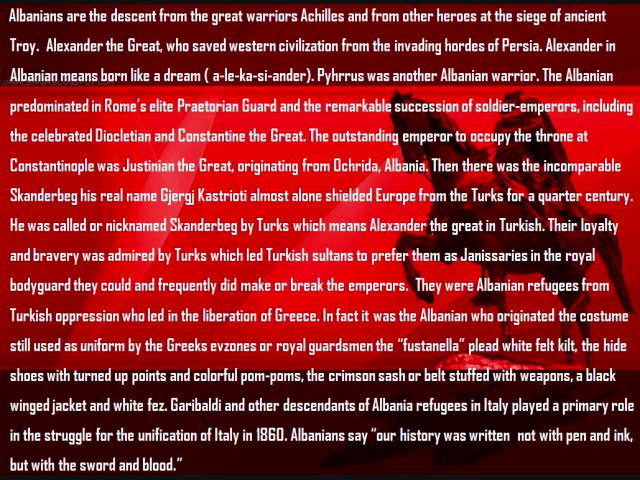 Albanians are the descent from the great warriors Achilles and from other heroes at the siege of ancient
Troy. Alexander the Great, who saved western civilization from the invading hordes of Persia. Alexander in
Albanian means born like a dream ( a-le-ka-si-ander). Pyhrrus was another Albanian warrior. The Albanian
predominated in Rome's elite Praetorian Guard and the remarkable succession of soldier-emperors, including
the celebrated Diocletian and Constantine the Great. The outstanding emperor to occupy the throne at
Constantinople was Justinian the Great, originating from Ochrida, Albania. Then there was the incomparable
Skanderbeg his real name Gjergj Kastrioti almost alone shielded Europe from the Turks for a quarter century.
He was called or nicknamed Skanderbeg by Turks which means Alexander the great in Turkish. Their loyalty
and bravery was admired by Turks which led Turkish sultans to prefer them as Janissaries in the royal
bodyguard they could and frequently did make or break the emperors. They were Albanian refugees from
Turkish oppression who led in the liberation of Greece. In fact it was the Albanian who originated the costume
still used as uniform by the Greeks evzones or royal guardsmen the "fustanella" plead white felt kilt, the hide
shoes with turned up points and colorful pom-poms, the crimson sash or belt stuffed with weapons, a black
winged jacket and white fez. Garibaldi and other descendants of Albania refugees in Italy played a primary role
in the struggle for the unification of Italy in 1860. Albanians say "our history was written not with pen and ink,
but with the sword and blood."